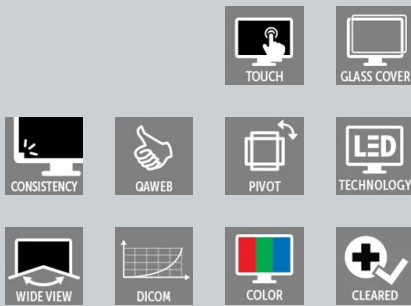 TOUCH
GLASS COVER
CONSISTENCY
QAWEB
PIVOT
LED
TECHNOLOGY
WIDE VIEW
DICOM
COLOR
CLEARED